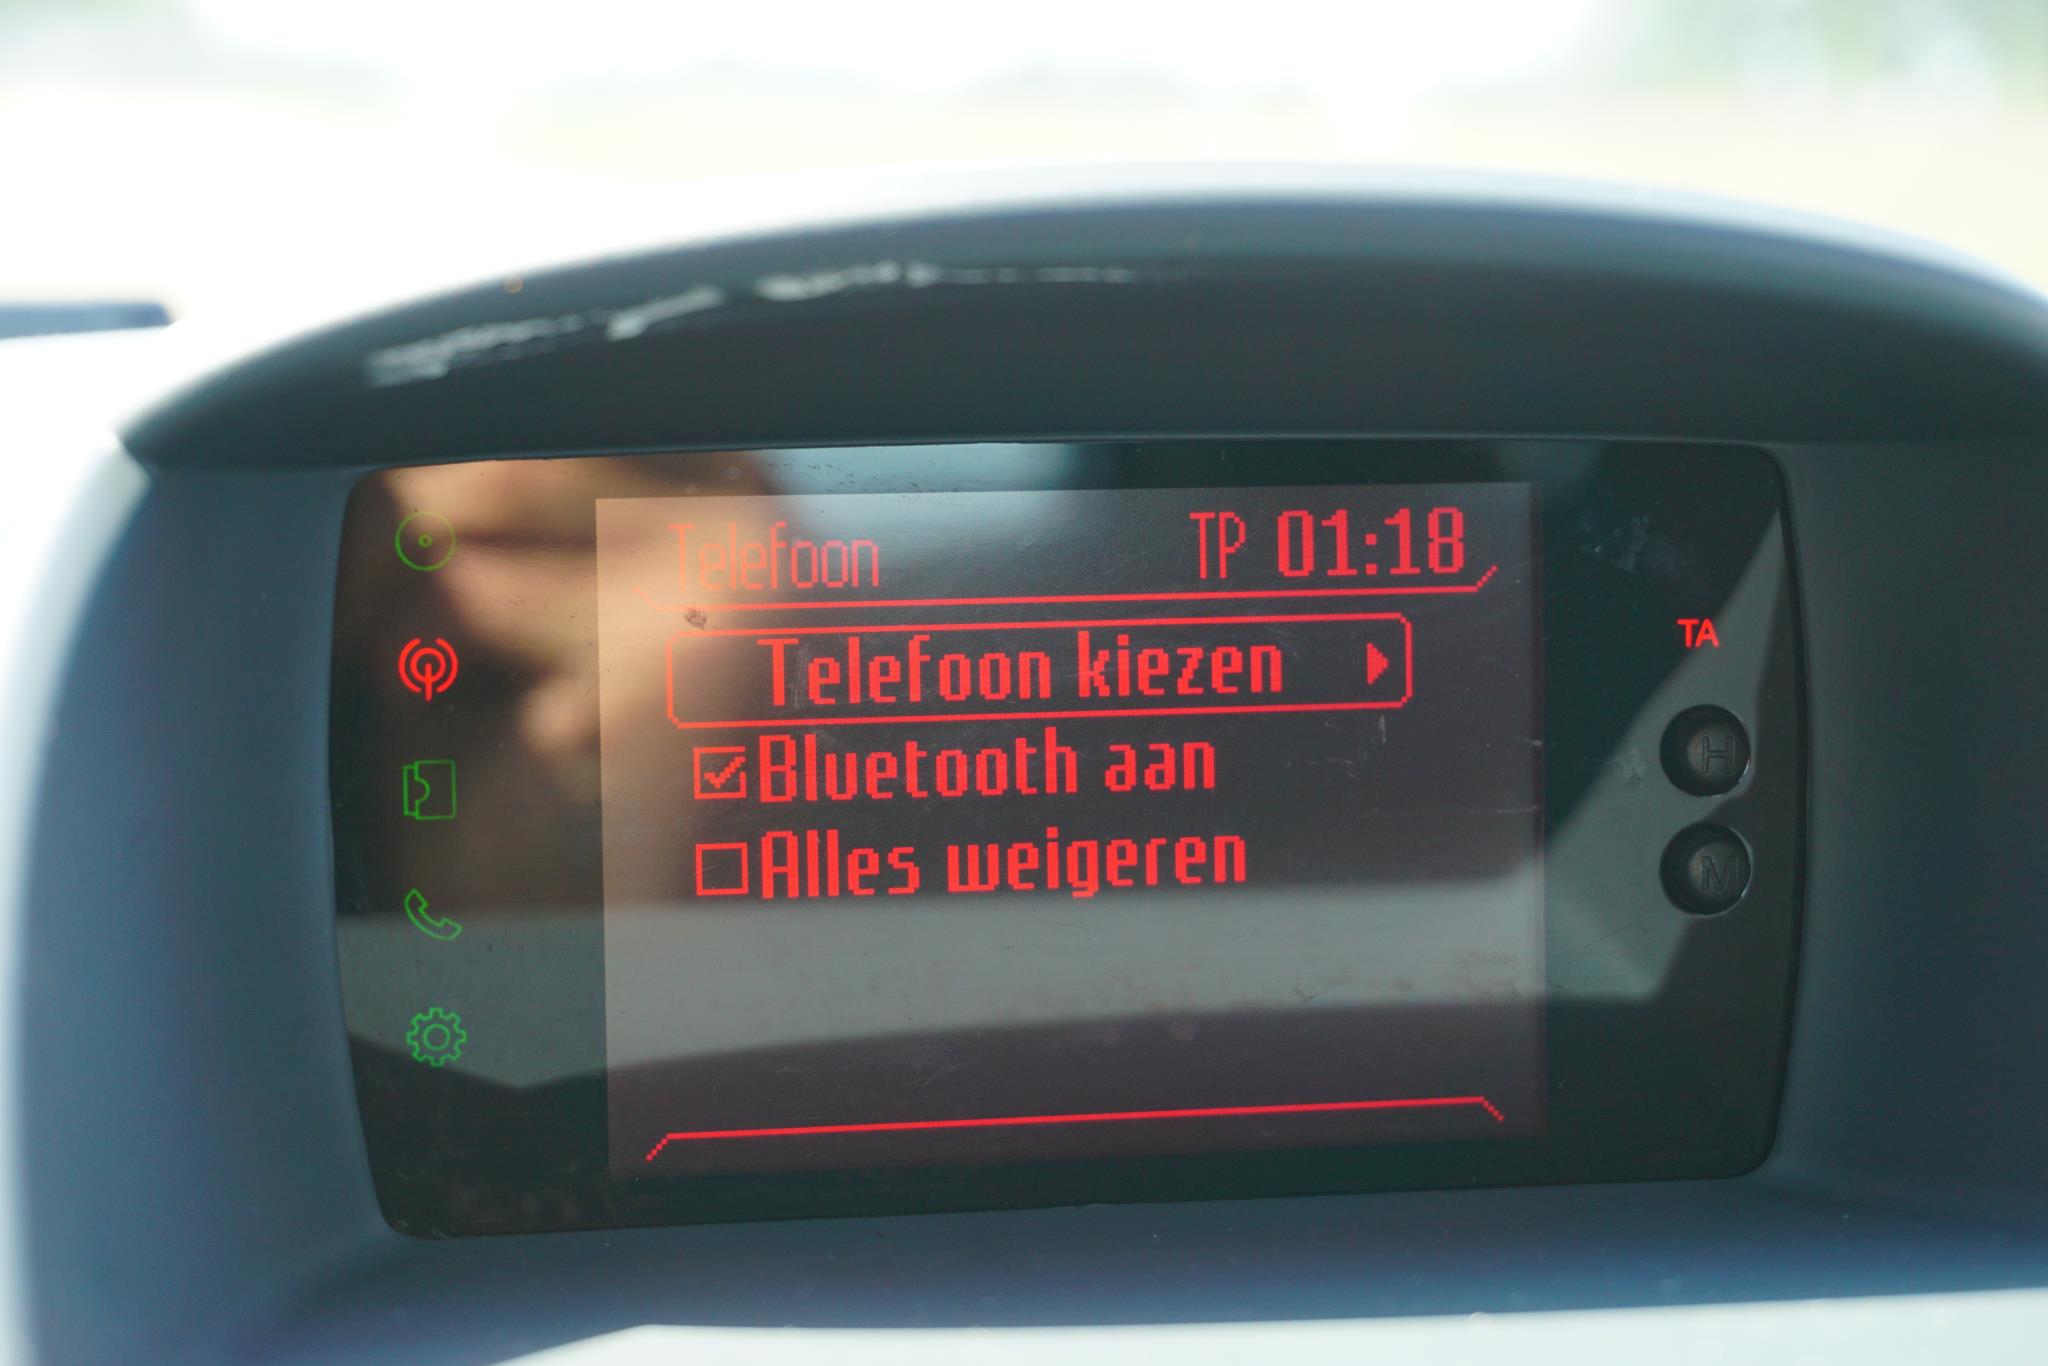 Telefoon TP 01:18
TA
Telefoon kiezen
Bluetooth aan
H
Alles weigeren
M